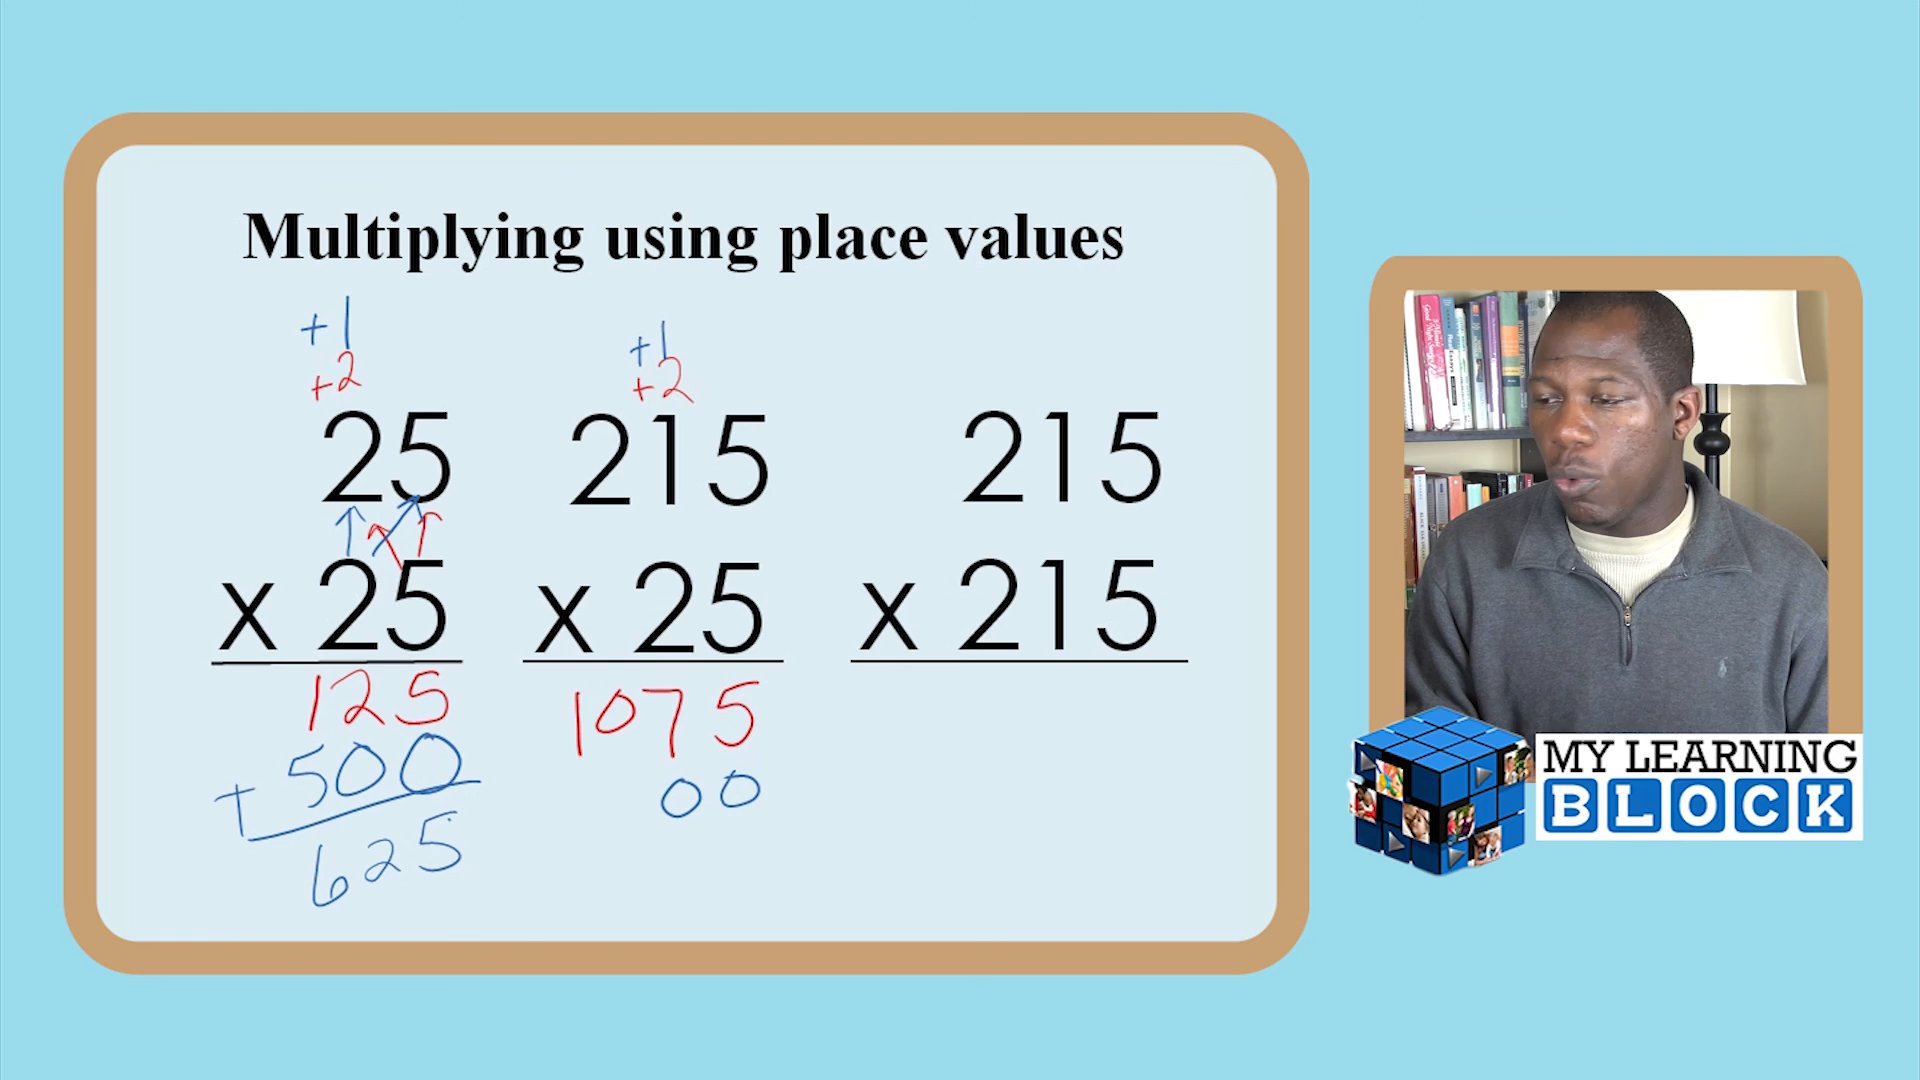 Multiplying using place values
+1
+2
25
x 25
125
+ 500
625
+1
+2
215
x 25
1075
00
215
x 215
MY LEARNING
BLOCK